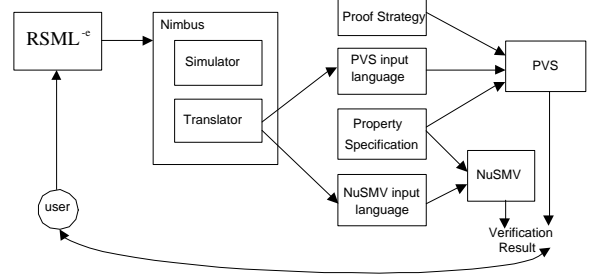 RSML-e
Nimbus
Simulator
Translator
Proof Strategy
PVS input
language
Property
Specification
NuSMV input
language
PVS
NuSMV
Verification
Result
user